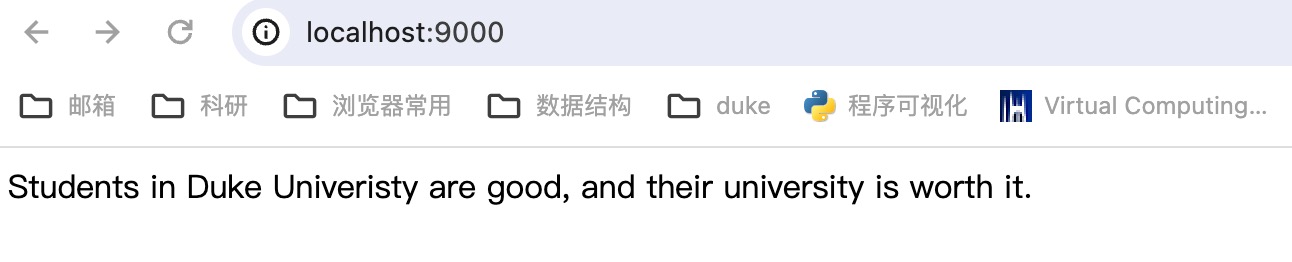 localhost:9000
邮箱 科研 浏览器常用 数据结构 duke 程序可视化 Virtual Computing...
Students in Duke Univeristy are good, and their university is worth it.